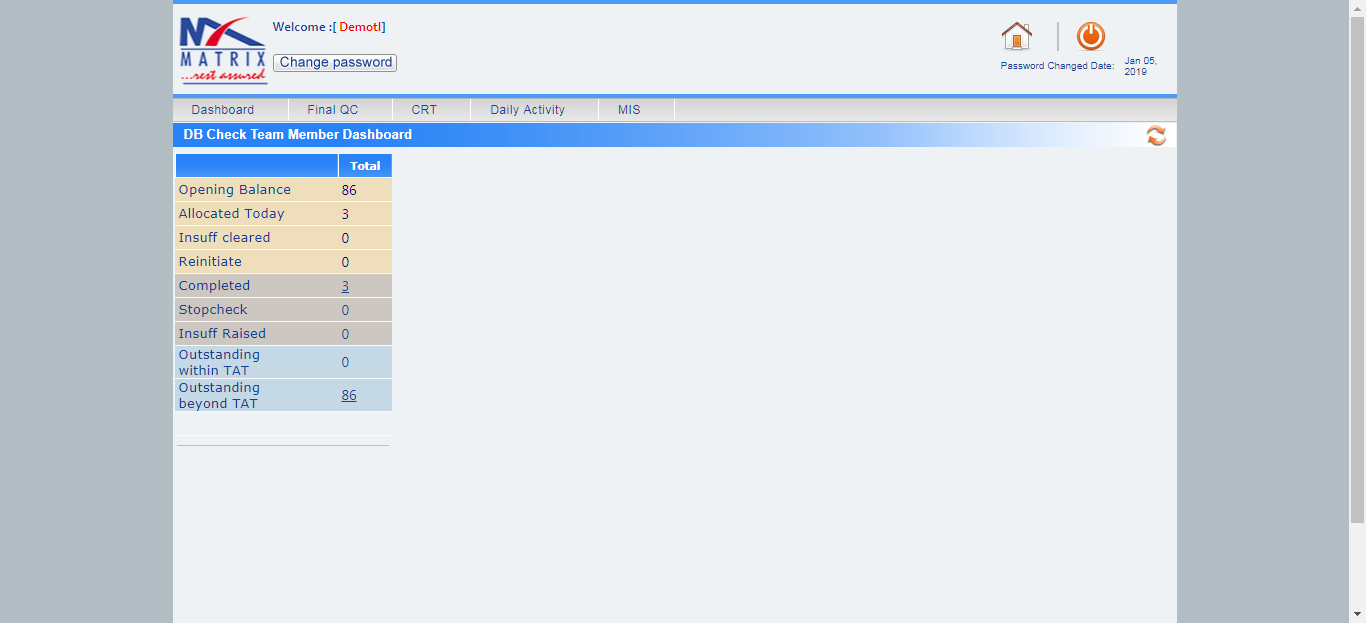 MATRIX
...rest assured
Welcome :[ Demotl]
Change password
Password Changed Date:
Jan 05,
2019
Dashboard
Final QC
CRT
Daily Activity
MIS
DB Check Team Member Dashboard
Total
Opening Balance 86
Allocated Today 3
Insuff cleared 0
Reinitiate 0
Completed 3
Stopcheck 0
Insuff Raised 0
Outstanding
within TAT 0
Outstanding
beyond TAT 86